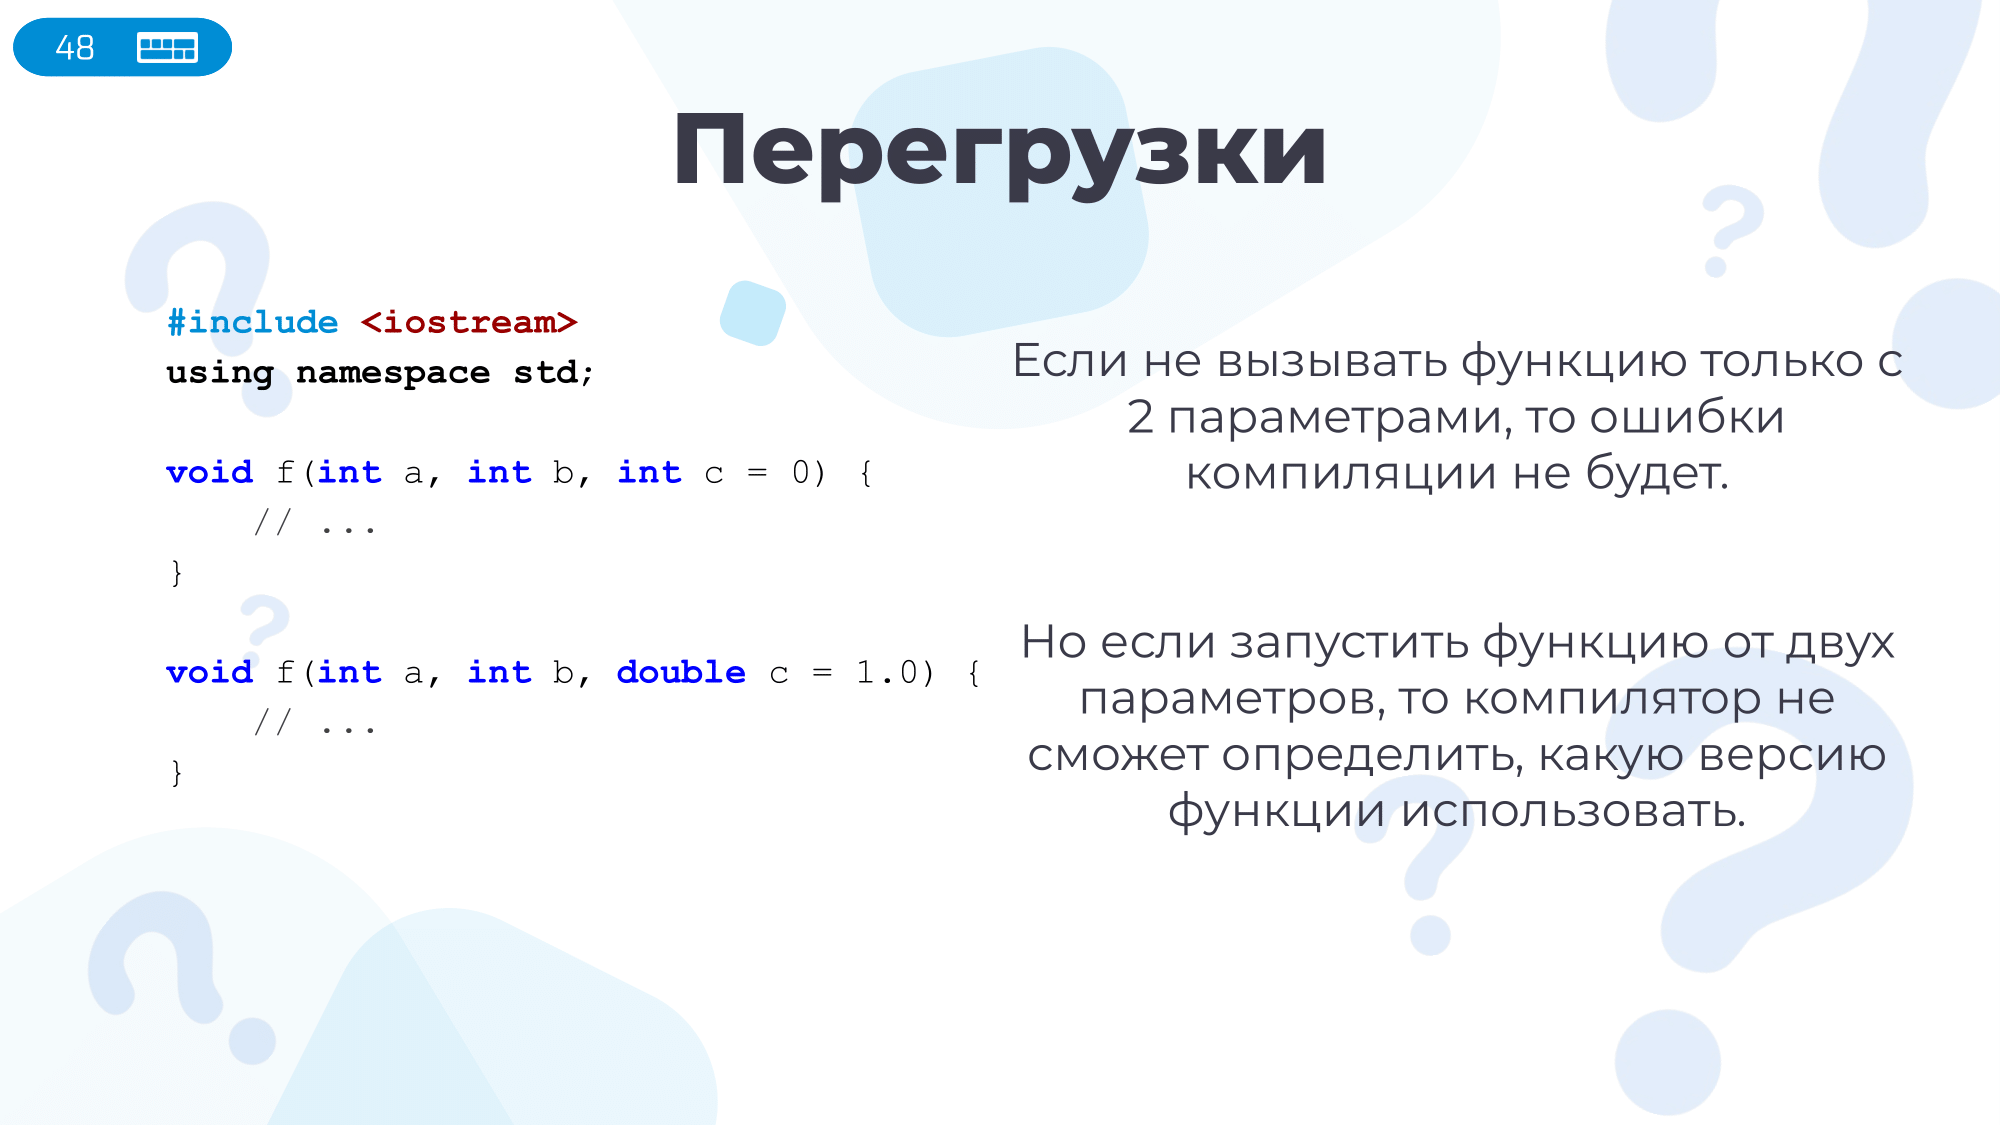 48
Перегрузки
#include <iostream>
using namespace std;
void f(int a, int b, int c = 0) {
// ...
}
void f(int a, int b, double c = 1.0) {
// ...
}
Если не вызывать функцию только с
2 параметрами, то ошибки
компиляции не будет.
Но если запустить функцию от двух
параметров, то компилятор не
сможет определить, какую версию
функции использовать.